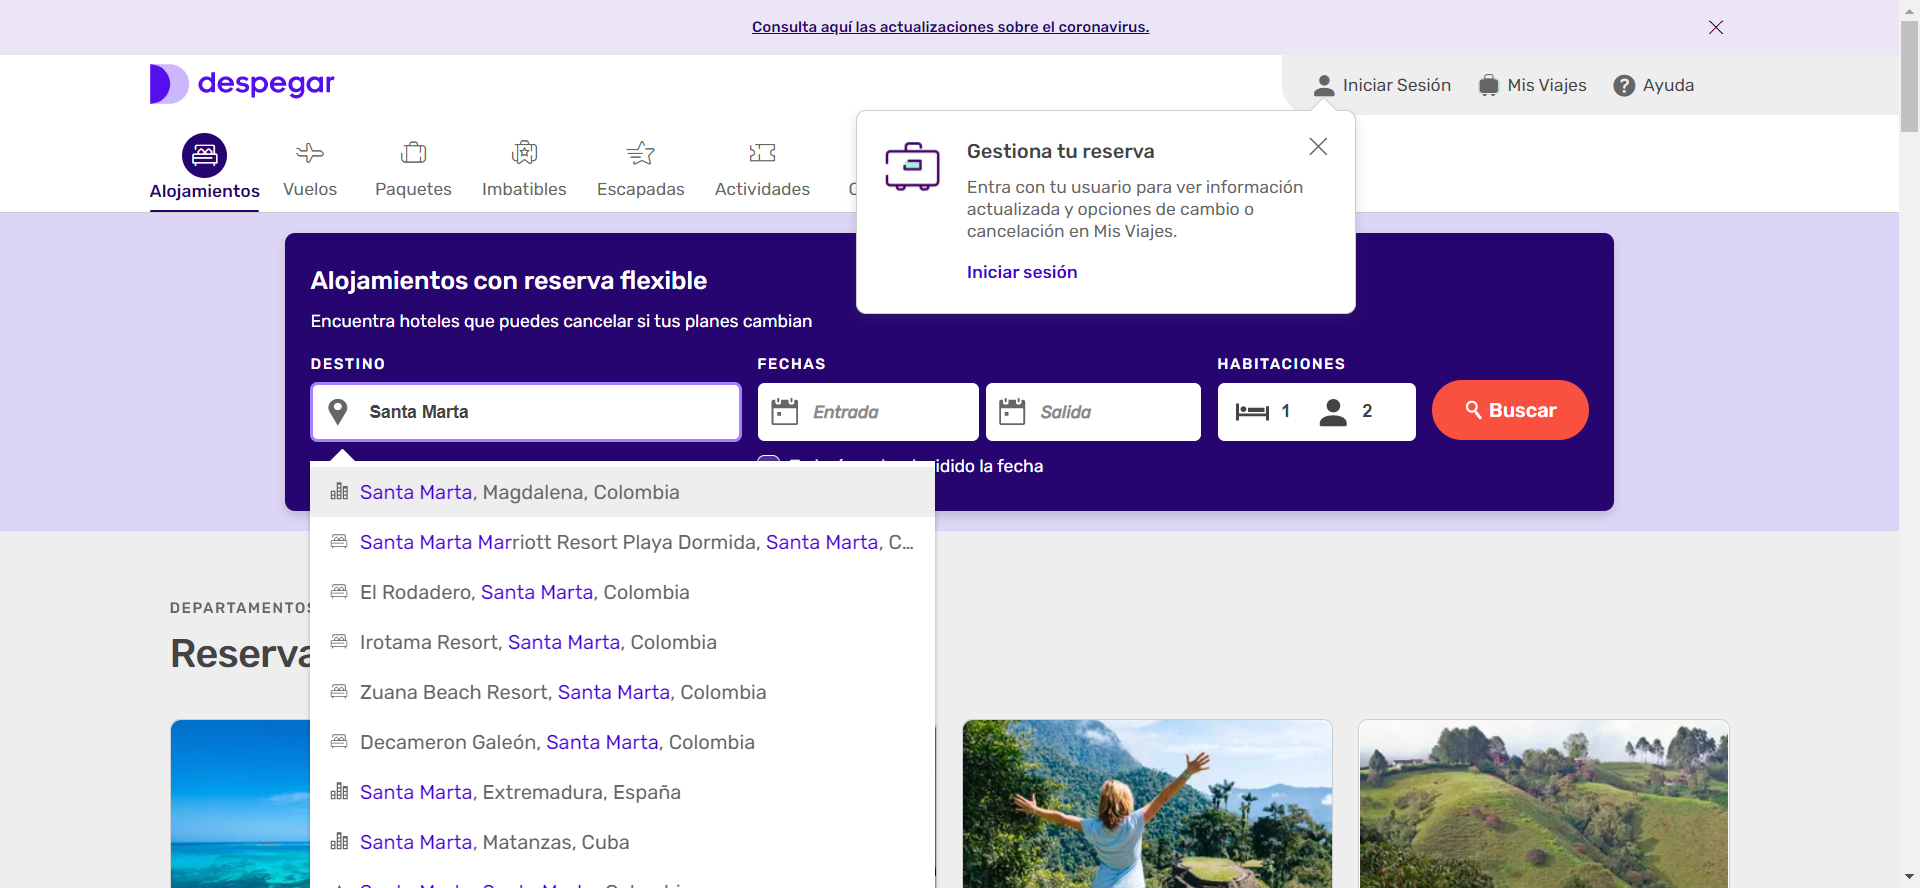 Consulta aquí las actualizaciones sobre el coronavirus.
despegar
Iniciar Sesión
Mis Viajes
Ayuda
Alojamientos
Vuelos
Paquetes
Imbatibles
Escapadas
Actividades
Gestiona tu reserva
Entra con tu usuario para ver información
actualizada y opciones de cambio o
cancelación en Mis Viajes.
Iniciar sesión
Alojamientos con reserva flexible
Encuentra hoteles que puedes cancelar si tus planes cambian
DESTINO
FECHAS
HABITACIONES
Santa Marta
Entrada
Salida
1
2
Buscar
idido la fecha
Santa Marta, Magdalena, Colombia
Santa Marta Marriott Resort Playa Dormida, Santa Marta, C...
El Rodadero, Santa Marta, Colombia
Irotama Resort, Santa Marta, Colombia
Zuana Beach Resort, Santa Marta, Colombia
Decameron Galeón, Santa Marta, Colombia
Santa Marta, Extremadura, España
Santa Marta, Matanzas, Cuba
DEPARTAMENTOS
Reserva